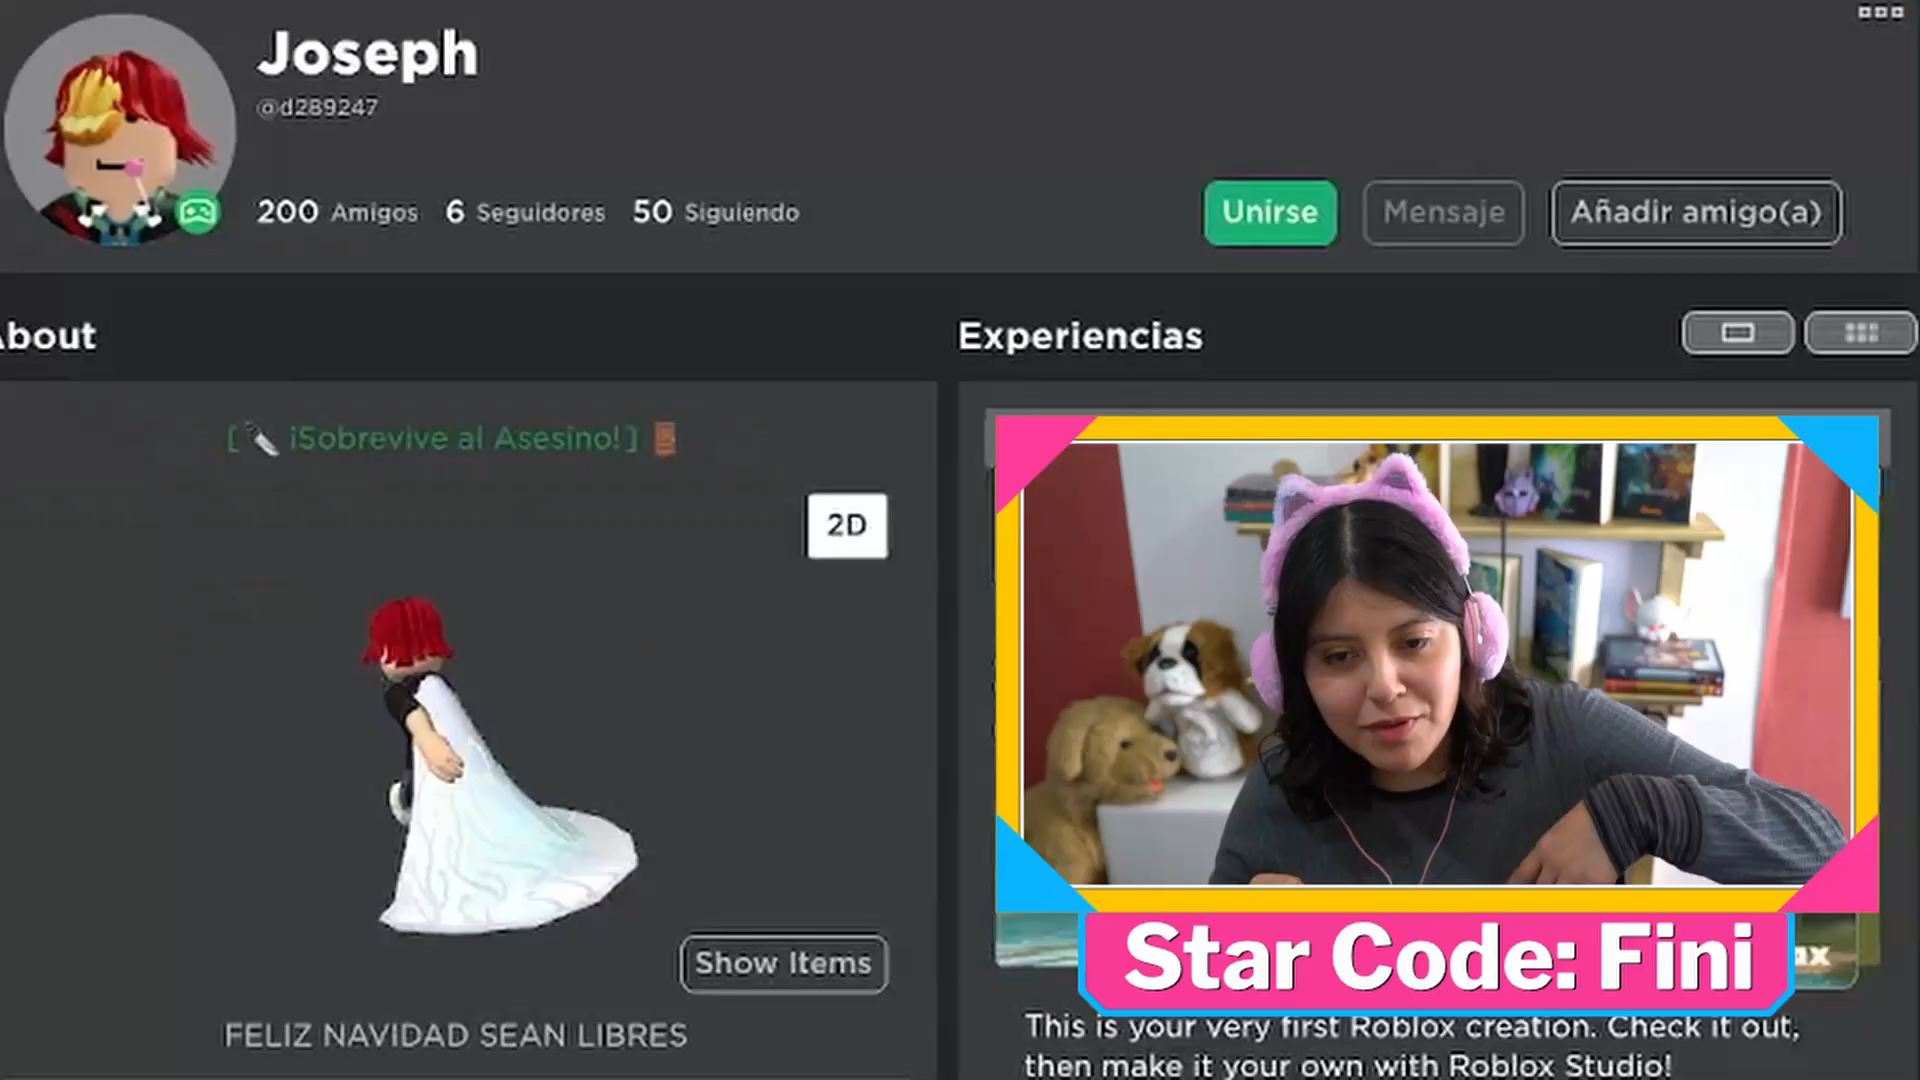 Joseph
@d289247
200 Amigos 6 Seguidores 50 Siguiendo
Unirse
Mensaje
Añadir amigo(a)
About
Experiencias
[🔪 ¡Sobrevive al Asesino!] 🚪
2D
Show Items
FELIZ NAVIDAD SEAN LIBRES
Star Code: Fini
This is your very first Roblox creation. Check it out,
then make it your own with Roblox Studio!